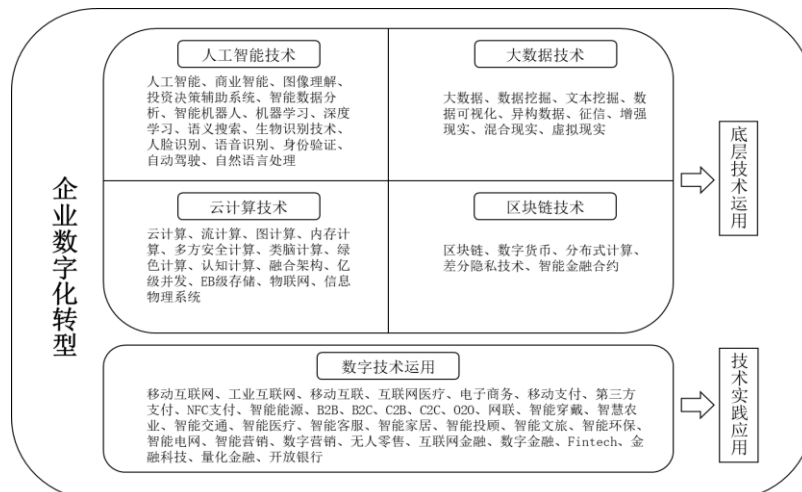 企业数字化转型
人工智能技术
人工智能、商业智能、图像理解、
投资决策辅助系统、智能数据分
析、智能机器人、机器学习、深度
学习、语义搜索、生物识别技术、
人脸识别、语音识别、身份验证、
自动驾驶、自然语言处理
大数据技术
大数据、数据挖掘、文本挖掘、数
据可视化、异构数据、征信、增强
现实、混合现实、虚拟现实
云计算技术
云计算、流计算、图计算、内存计
算、多方安全计算、类脑计算、绿
色计算、认知计算、融合架构、亿
级并发、EB级存储、物联网、信息
物理系统
区块链技术
区块链、数字货币、分布式计算、
差分隐私技术、智能金融合约
底层技术运用
数字技术运用
移动互联网、工业互联网、移动互联、互联网医疗、电子商务、移动支付、第三方
支付、NFC支付、智能能源、B2B、B2C、C2B、C2C、O2O、网联、智能穿戴、智慧农
业、智能交通、智能医疗、智能客服、智能家居、智能投顾、智能文旅、智能环保、
智能电网、智能营销、数字营销、无人零售、互联网金融、数字金融、Fintech、金
融科技、量化金融、开放银行
技术实践应用